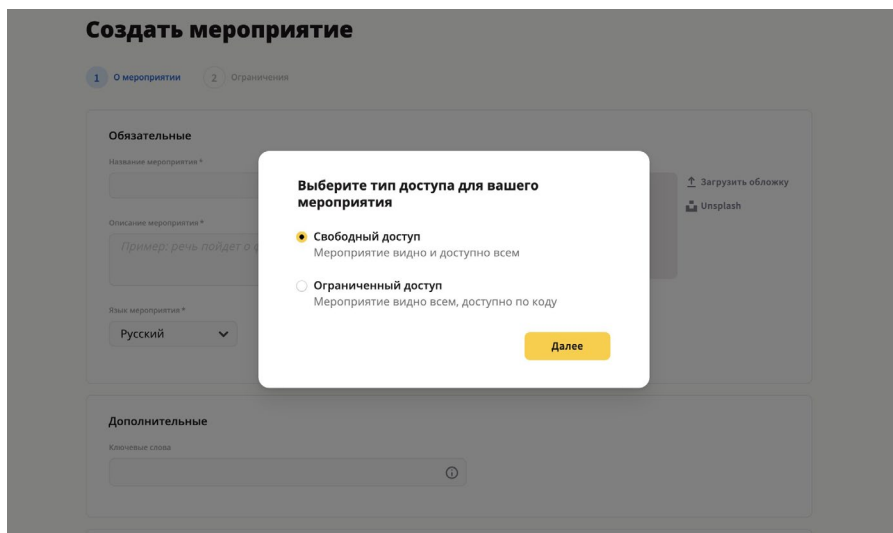 Создать мероприятие
1 О мероприятии 2 Ограничения
Обязательные
Название мероприятия *
Загрузить обложку
Unsplash
Описание мероприятия *
Пример: речь пойдет о
Язык мероприятия *
Русский
Выберите тип доступа для вашего
мероприятия
Свободный доступ
Мероприятие видно и доступно всем
Ограниченный доступ
Мероприятие видно всем, доступно по коду
Далее
Дополнительные
Ключевые слова